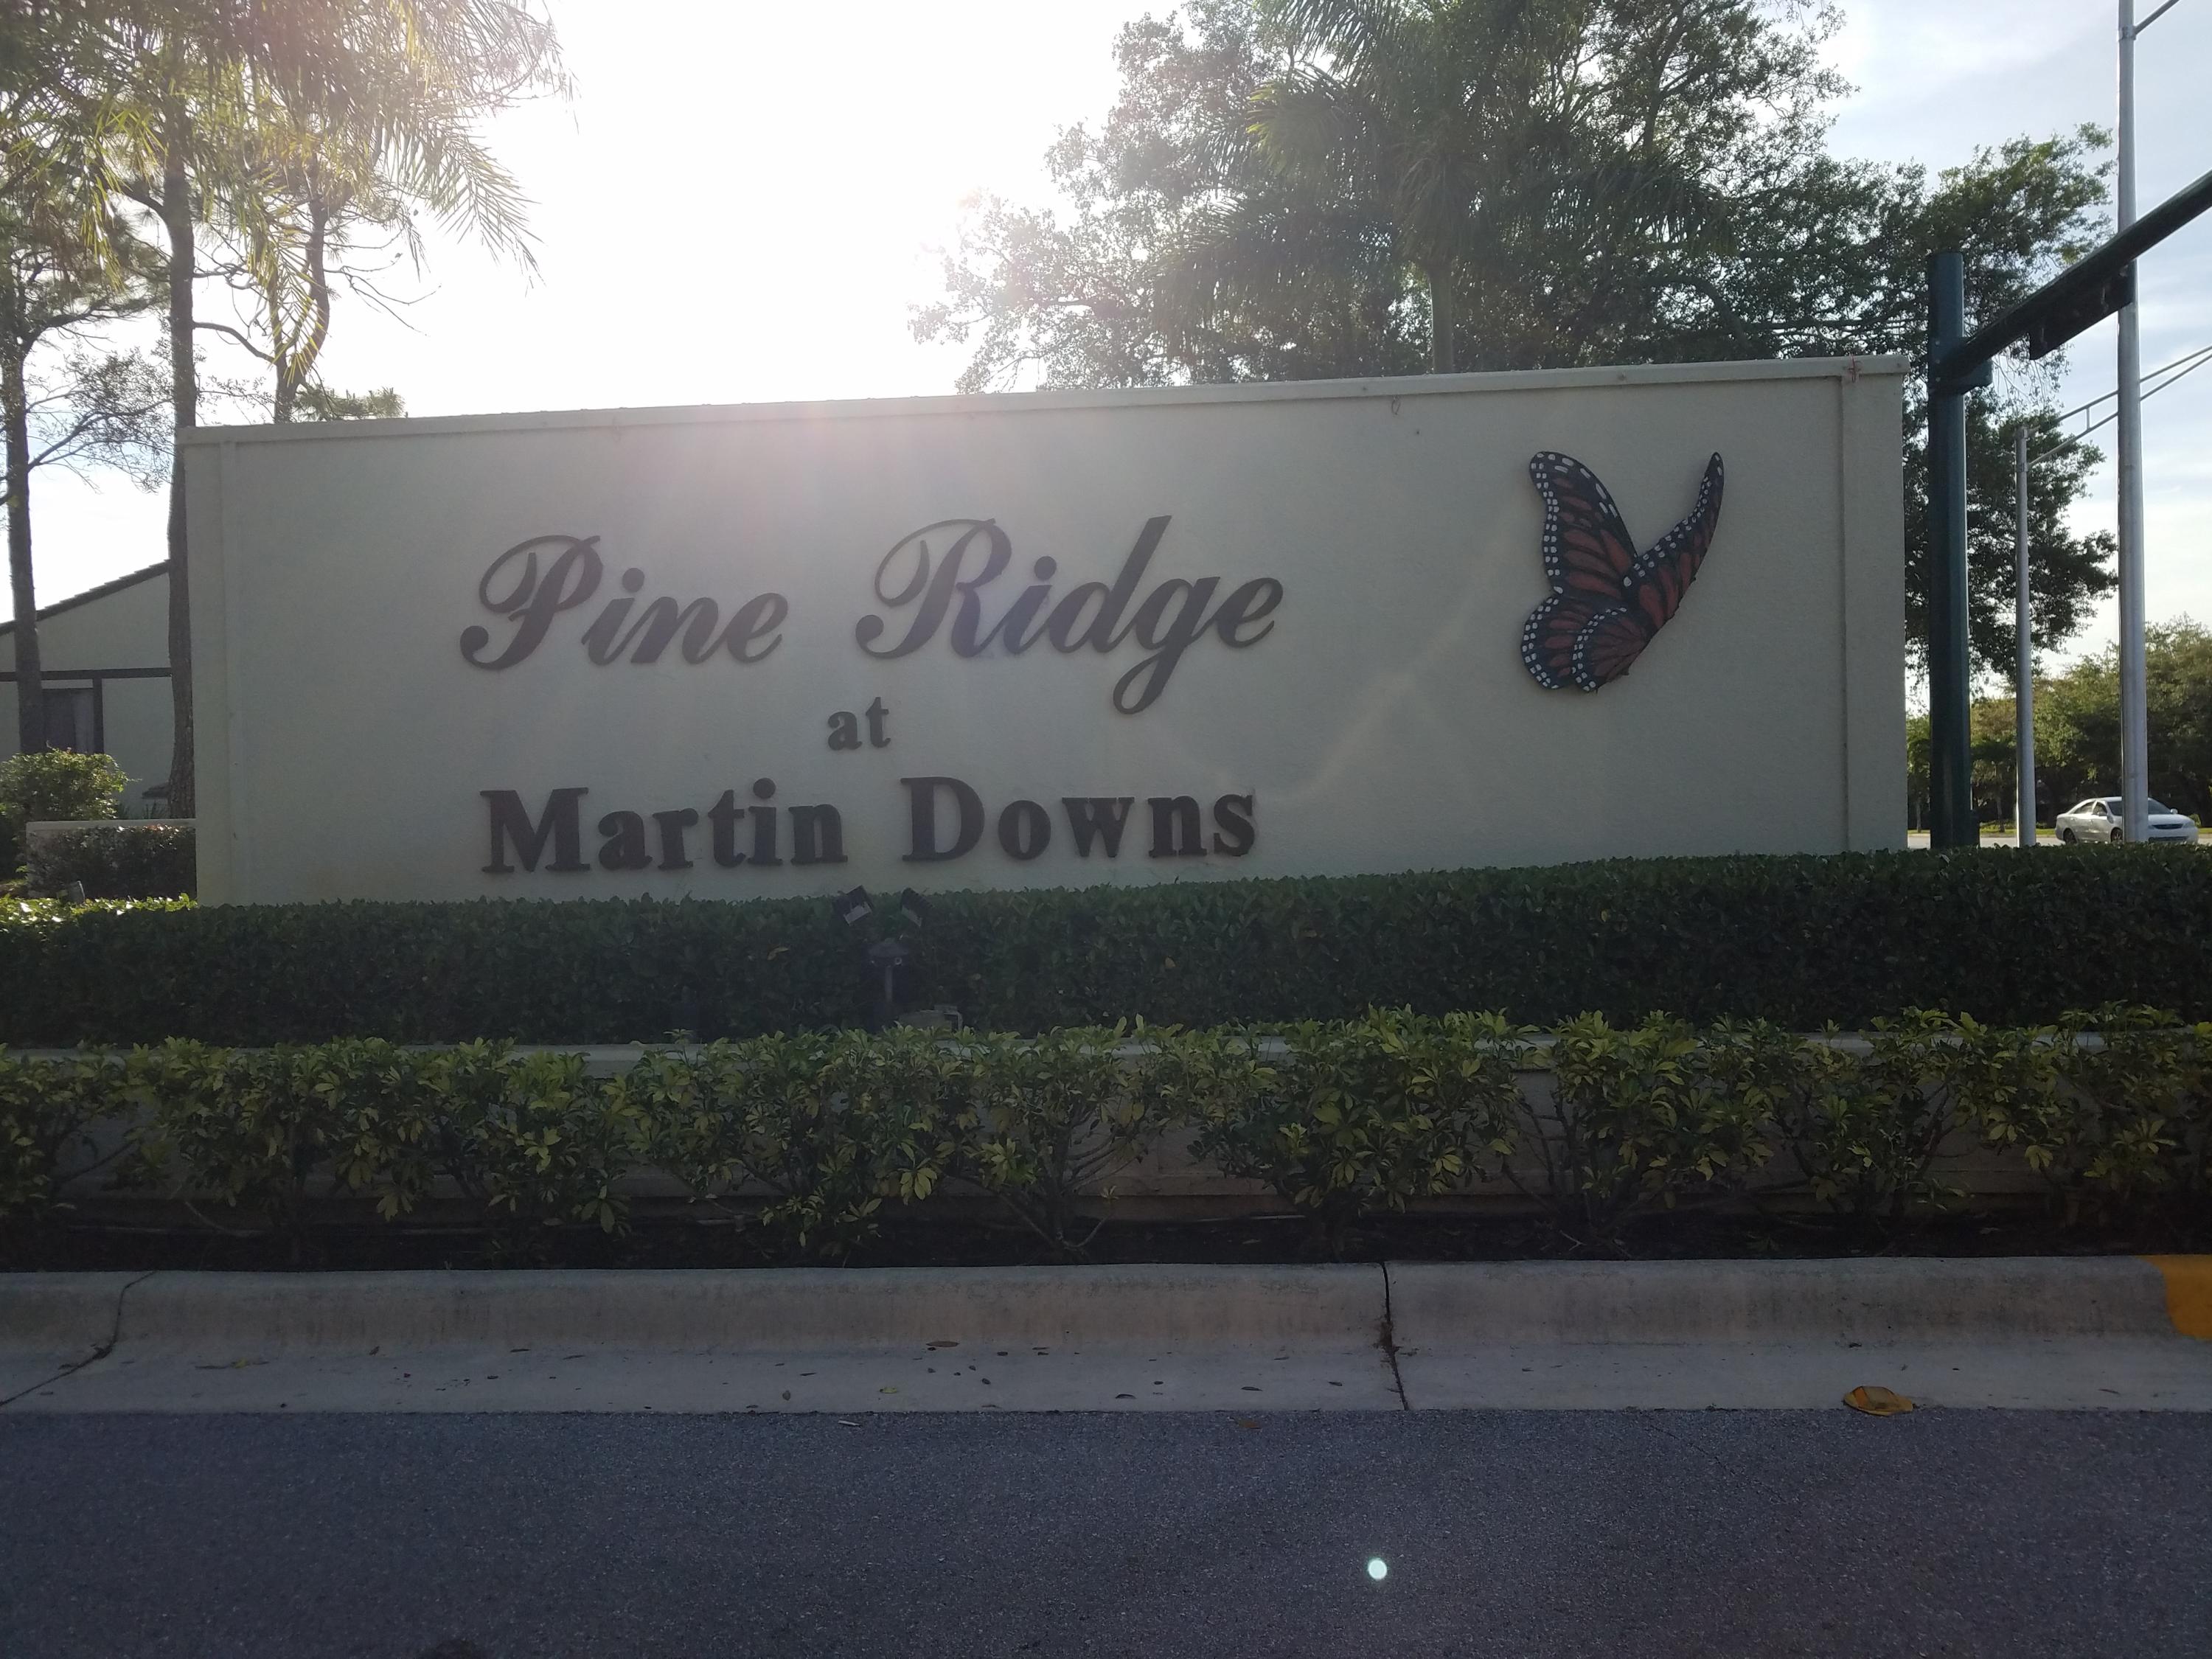 Pine Ridge
at
Martin Downs